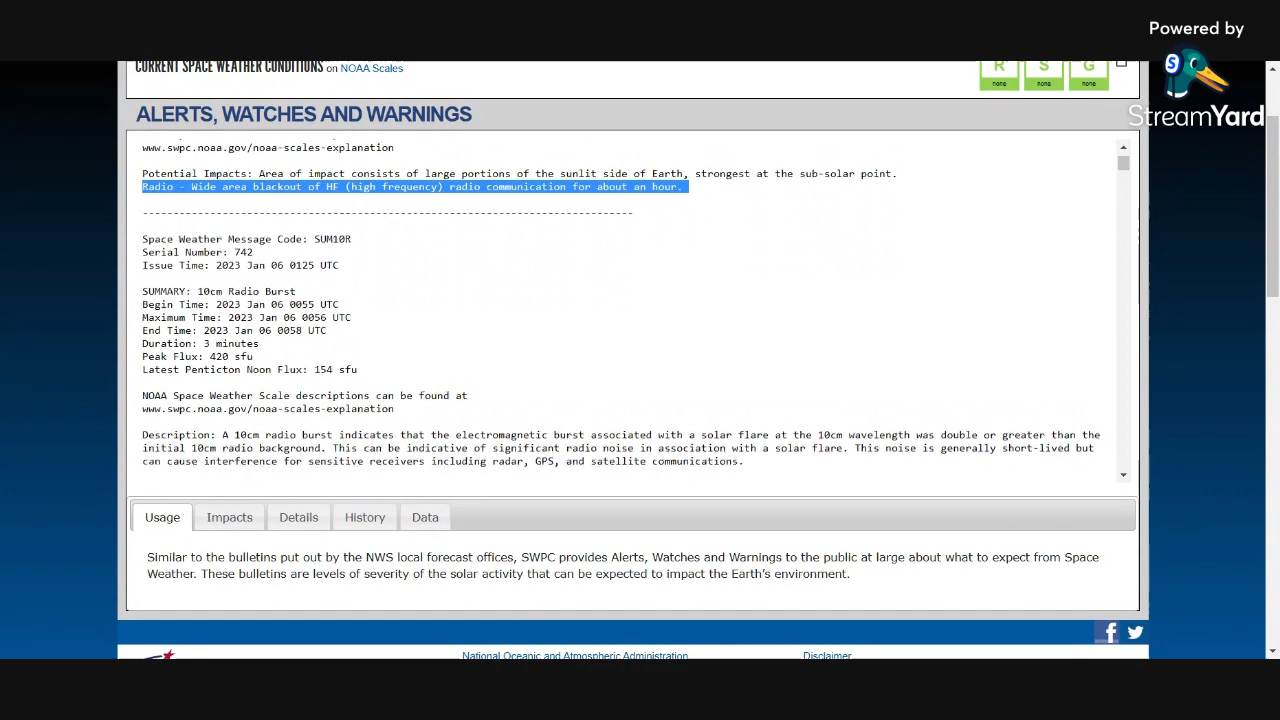 Powered by
StreamYard
CURRENT SPACE WEATHER CONDITIONS on NOAA Scales
R S G
none none none
ALERTS, WATCHES AND WARNINGS
www.swpc.noaa.gov/noaa-scales-explanation
Potential Impacts: Area of impact consists of large portions of the sunlit side of Earth, strongest at the sub-solar point.
Radio - Wide area blackout of HF (high frequency) radio communication for about an hour.
--------------------------------------------------------------------------------
Space Weather Message Code: SUM10R
Serial Number: 742
Issue Time: 2023 Jan 06 0125 UTC
SUMMARY: 10cm Radio Burst
Begin Time: 2023 Jan 06 0055 UTC
Maximum Time: 2023 Jan 06 0056 UTC
End Time: 2023 Jan 06 0058 UTC
Duration: 3 minutes
Peak Flux: 420 sfu
Latest Penticton Noon Flux: 154 sfu
NOAA Space Weather Scale descriptions can be found at
www.swpc.noaa.gov/noaa-scales-explanation
Description: A 10cm radio burst indicates that the electromagnetic burst associated with a solar flare at the 10cm wavelength was double or greater than the
initial 10cm radio background. This can be indicative of significant radio noise in association with a solar flare. This noise is generally short-lived but
can cause interference for sensitive receivers including radar, GPS, and satellite communications.
Usage Impacts Details History Data
Similar to the bulletins put out by the NWS local forecast offices, SWPC provides Alerts, Watches and Warnings to the public at large about what to expect from Space
Weather. These bulletins are levels of severity of the solar activity that can be expected to impact the Earth's environment.
National Oceanic and Atmospheric Administration Disclaimer